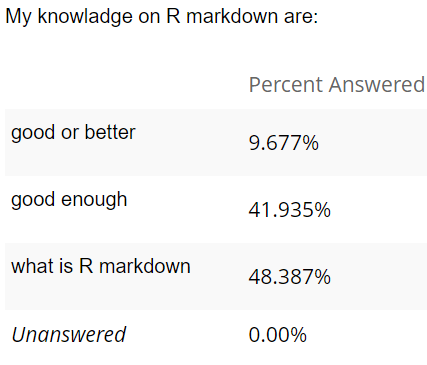 My knowladge on R markdown are:
Percent Answered
good or better 9.677%
good enough 41.935%
what is R markdown 48.387%
Unanswered 0.00%